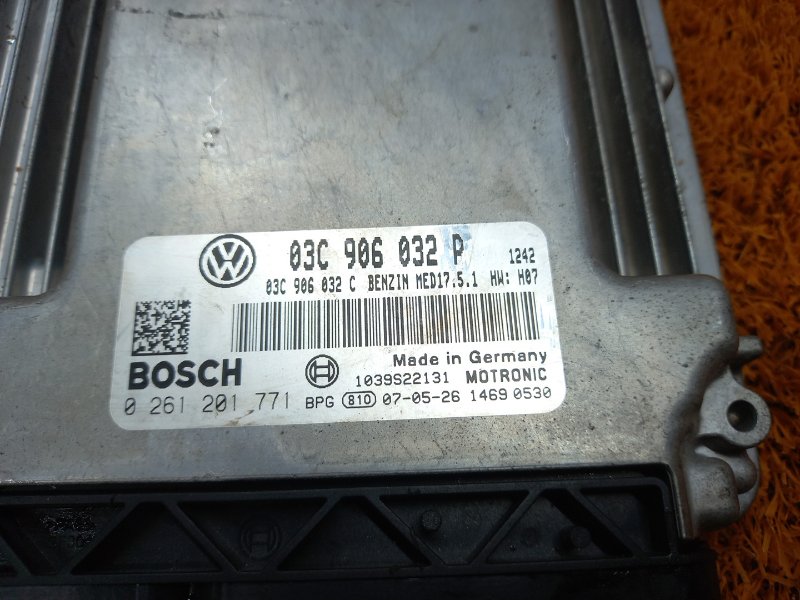 03C 906 032 P 1242
03C 906 032 C BENZIN MED17.5.1 HW: H07
Made in Germany
BOSCH 1039S22131 MOTRONIC
0 261 201 771 BPG 810 07-05-26 1469 0530